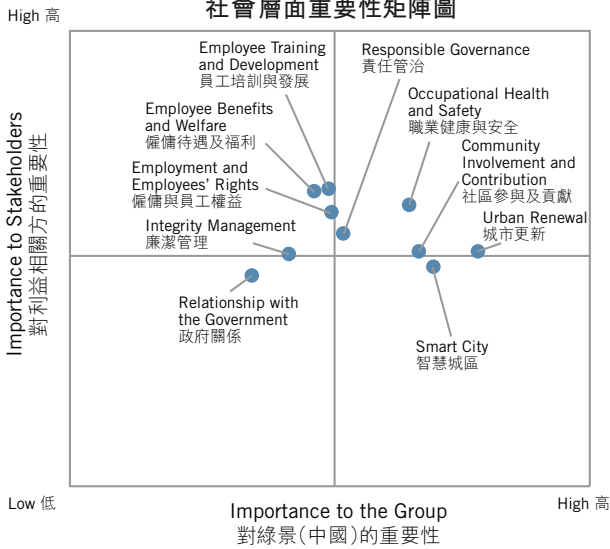 社會層面重要性矩陣圖
High 高
Employee Training
and Development
員工培訓與發展
Responsible Governance
責任管治
Employee Benefits
and Welfare
僱傭待遇及福利
Occupational Health
and Safety
職業健康與安全
Employment and
Employees' Rights
僱傭與員工權益
Community
Involvement and
Contribution
社區參與及貢獻
Integrity Management
廉潔管理
Urban Renewal
城市更新
Relationship with
the Government
政府關係
Smart City
智慧城區
Importance to Stakeholders
對利益相關方的重要性
Low 低
Importance to the Group
對綠景(中國)的重要性
High 高